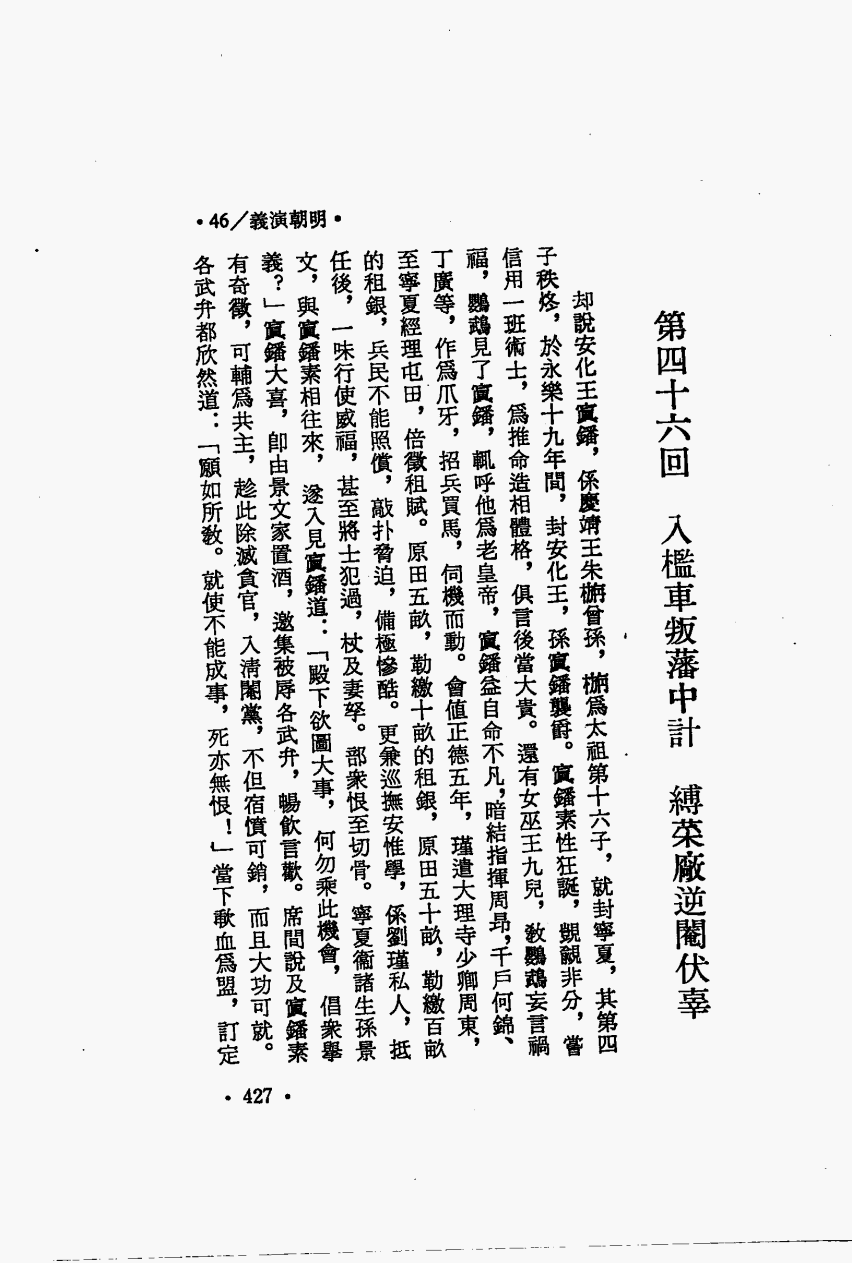 •46／義演朝明•
第四十六回　入檻車叛藩中計　縛菜廠逆閹伏辜
却說安化王寘鐇，係慶靖王朱㮵曾孫，㮵爲太祖第十六子，就封寧夏，其第四
子秩炵，於永樂十九年間，封安化王，孫寘鐇襲爵。寘鐇素性狂誕，覬覦非分，嘗
信用一班術士，爲推命造相體格，俱言後當大貴。還有女巫王九兒，敎鸚鵡妄言禍
福，鸚鵡見了寘鐇，輒呼他爲老皇帝，寘鐇益自命不凡，暗結指揮周昻，千戶何錦、
丁廣等，作爲爪牙，招兵買馬，伺機而動。會值正德五年，瑾遣大理寺少卿周東，
至寧夏經理屯田，倍徵租賦。原田五畝，勒繳十畝的租銀，原田五十畝，勒繳百畝
的租銀，兵民不能照償，敲扑脅迫，備極慘酷。更兼巡撫安惟學，係劉瑾私人，抵
任後，一味行使威福，甚至將士犯過，杖及妻孥。部衆恨至切骨。寧夏衞諸生孫景
文，與寘鐇素相往來，遂入見寘鐇道：「殿下欲圖大事，何勿乘此機會，倡衆擧
義？」寘鐇大喜，卽由景文家置酒，邀集被辱各武弁，暢飮言歡。席間說及寘鐇素
有奇徵，可輔爲共主，趁此除滅貪官，入淸閹黨，不但宿憤可銷，而且大功可就。
各武弁都欣然道：「願如所敎。就使不能成事，死亦無恨！」當下歃血爲盟，訂定
•427•